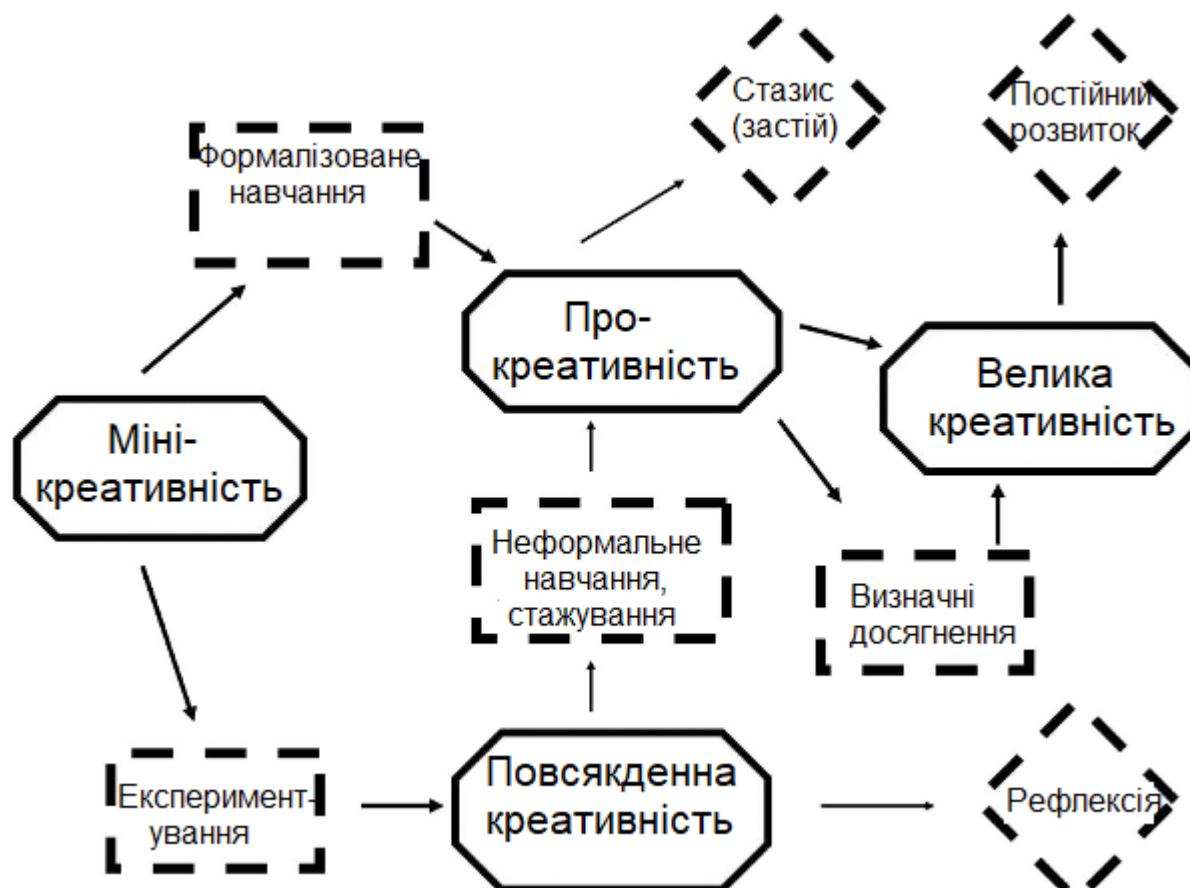 Стазис
(застій)
Постійний
розвиток
Формалізоване
навчання
Про-
креативність
Велика
креативність
Міні-
креативність
Неформальне
навчання,
стажування
Визначні
досягнення
Експеримент-
ування
Повсякденна
креативність
Рефлексія